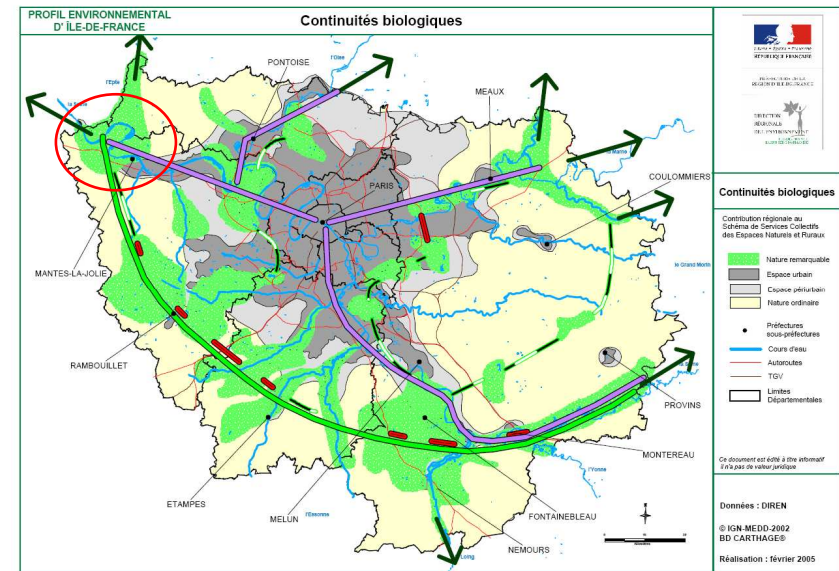 PROFIL ENVIRONNEMENTAL
D' ÎLE-DE-FRANCE
Continuités biologiques
l'Epte
la Seine
PONTOISE
l'Oise
MEAUX
la Marne
COULOMMIERS
PARIS
le Grand Morin
MANTES-LA-JOLIE
RAMBOUILLET
PROVINS
MONTEREAU
l'Yonne
ETAMPES
l'Essonne
MELUN
FONTAINEBLEAU
NEMOURS
Loing
RÉPUBLIQUE FRANÇAISE
DIRECTION
RÉGIONALE
DE L'ENVIRONNEMENT
Continuités biologiques
Contribution régionale au
Schéma de Services Collectifs
des Espaces Naturels et Ruraux
Nature remarquable
Espace urbain
Espace périurbain
Nature ordinaire
Préfectures
sous-préfectures
Cours d'eau
Autoroutes
TGV
Limites
Départementales
Ce document est édité à titre informatif
il n'a pas de valeur juridique
Données : DIREN
© IGN-MEDD-2002
BD CARTHAGE®
Réalisation : février 2005